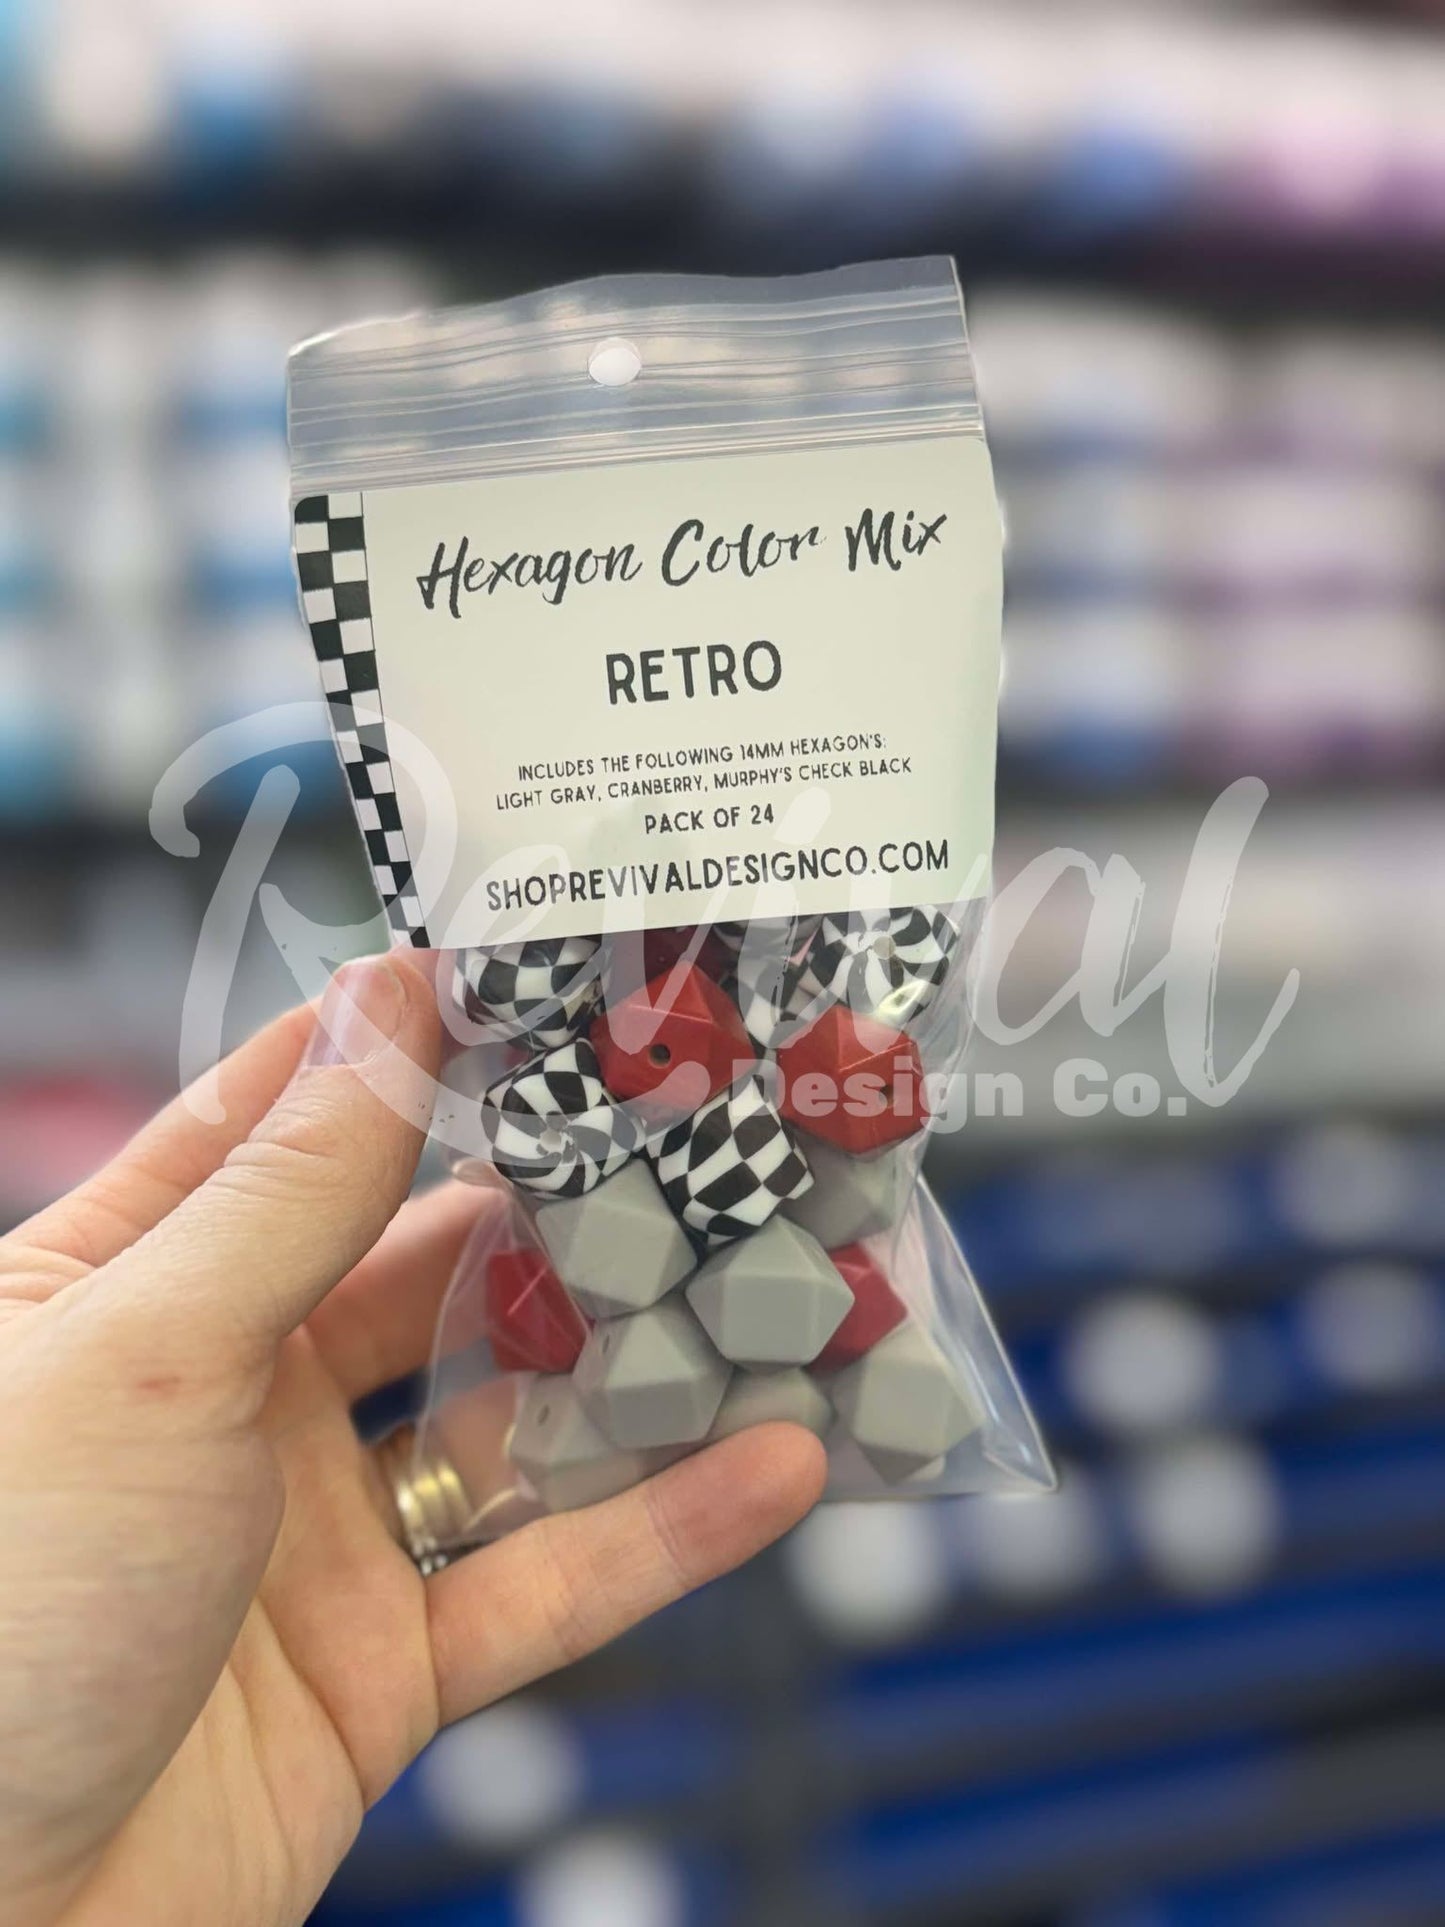 Hexagon Color Mix
RETRO
INCLUDES THE FOLLOWING 14MM HEXAGON'S:
LIGHT GRAY, CRANBERRY, MURPHY'S CHECK BLACK
PACK OF 24
SHOPREVIVALDESIGNCO.COM
Revival
Design Co.